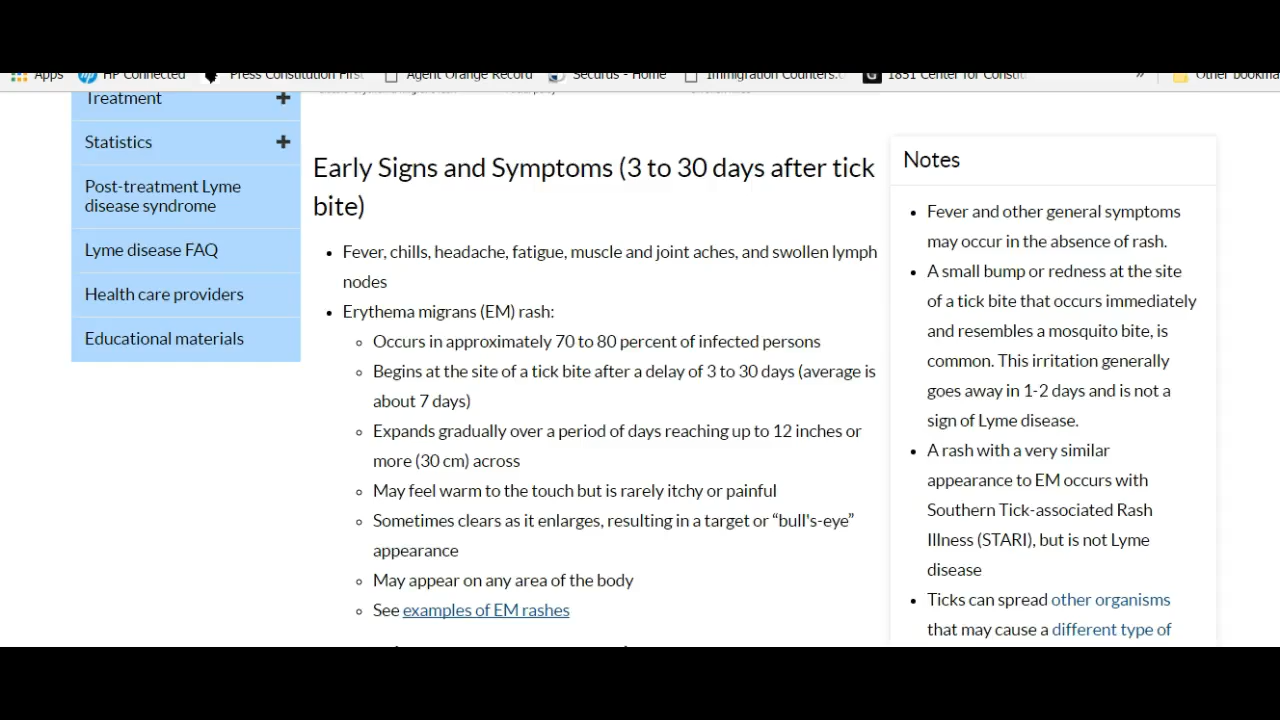 Apps HP Connected Press Constitution First Agent Orange Record Securus - Home Immigration Counters.c 1851 Center for Constit » Other bookma
Treatment
Statistics
Post-treatment Lyme
disease syndrome
Lyme disease FAQ
Health care providers
Educational materials
Early Signs and Symptoms (3 to 30 days after tick
bite)
• Fever, chills, headache, fatigue, muscle and joint aches, and swollen lymph
nodes
• Erythema migrans (EM) rash:
◦ Occurs in approximately 70 to 80 percent of infected persons
◦ Begins at the site of a tick bite after a delay of 3 to 30 days (average is
about 7 days)
◦ Expands gradually over a period of days reaching up to 12 inches or
more (30 cm) across
◦ May feel warm to the touch but is rarely itchy or painful
◦ Sometimes clears as it enlarges, resulting in a target or “bull's-eye”
appearance
◦ May appear on any area of the body
◦ See examples of EM rashes
Notes
• Fever and other general symptoms
may occur in the absence of rash.
• A small bump or redness at the site
of a tick bite that occurs immediately
and resembles a mosquito bite, is
common. This irritation generally
goes away in 1-2 days and is not a
sign of Lyme disease.
• A rash with a very similar
appearance to EM occurs with
Southern Tick-associated Rash
Illness (STARI), but is not Lyme
disease
• Ticks can spread other organisms
that may cause a different type of